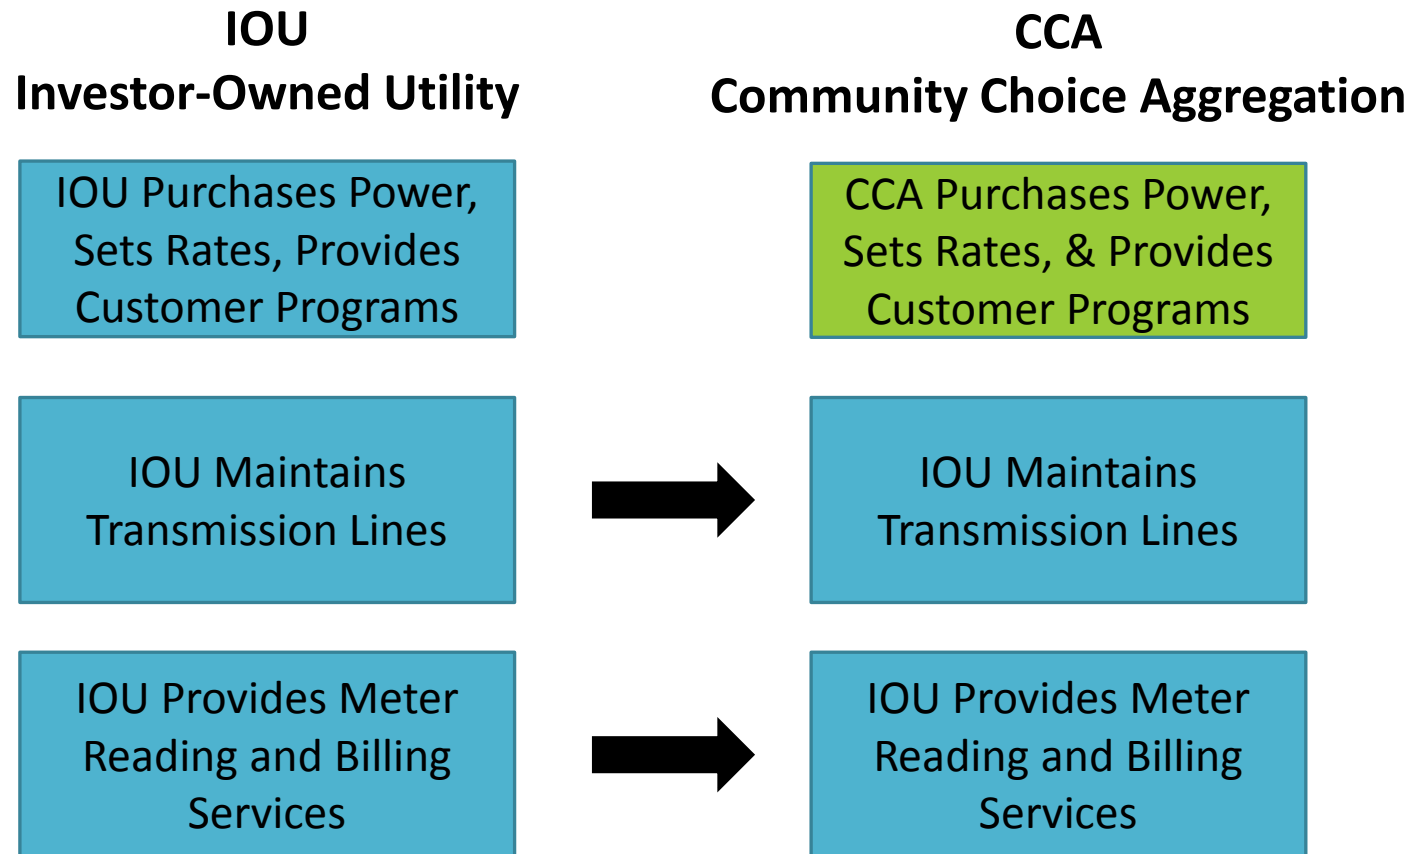 IOU
Investor-Owned Utility
CCA
Community Choice Aggregation
IOU Purchases Power,
Sets Rates, Provides
Customer Programs
CCA Purchases Power,
Sets Rates, & Provides
Customer Programs
IOU Maintains
Transmission Lines
IOU Maintains
Transmission Lines
IOU Provides Meter
Reading and Billing
Services
IOU Provides Meter
Reading and Billing
Services